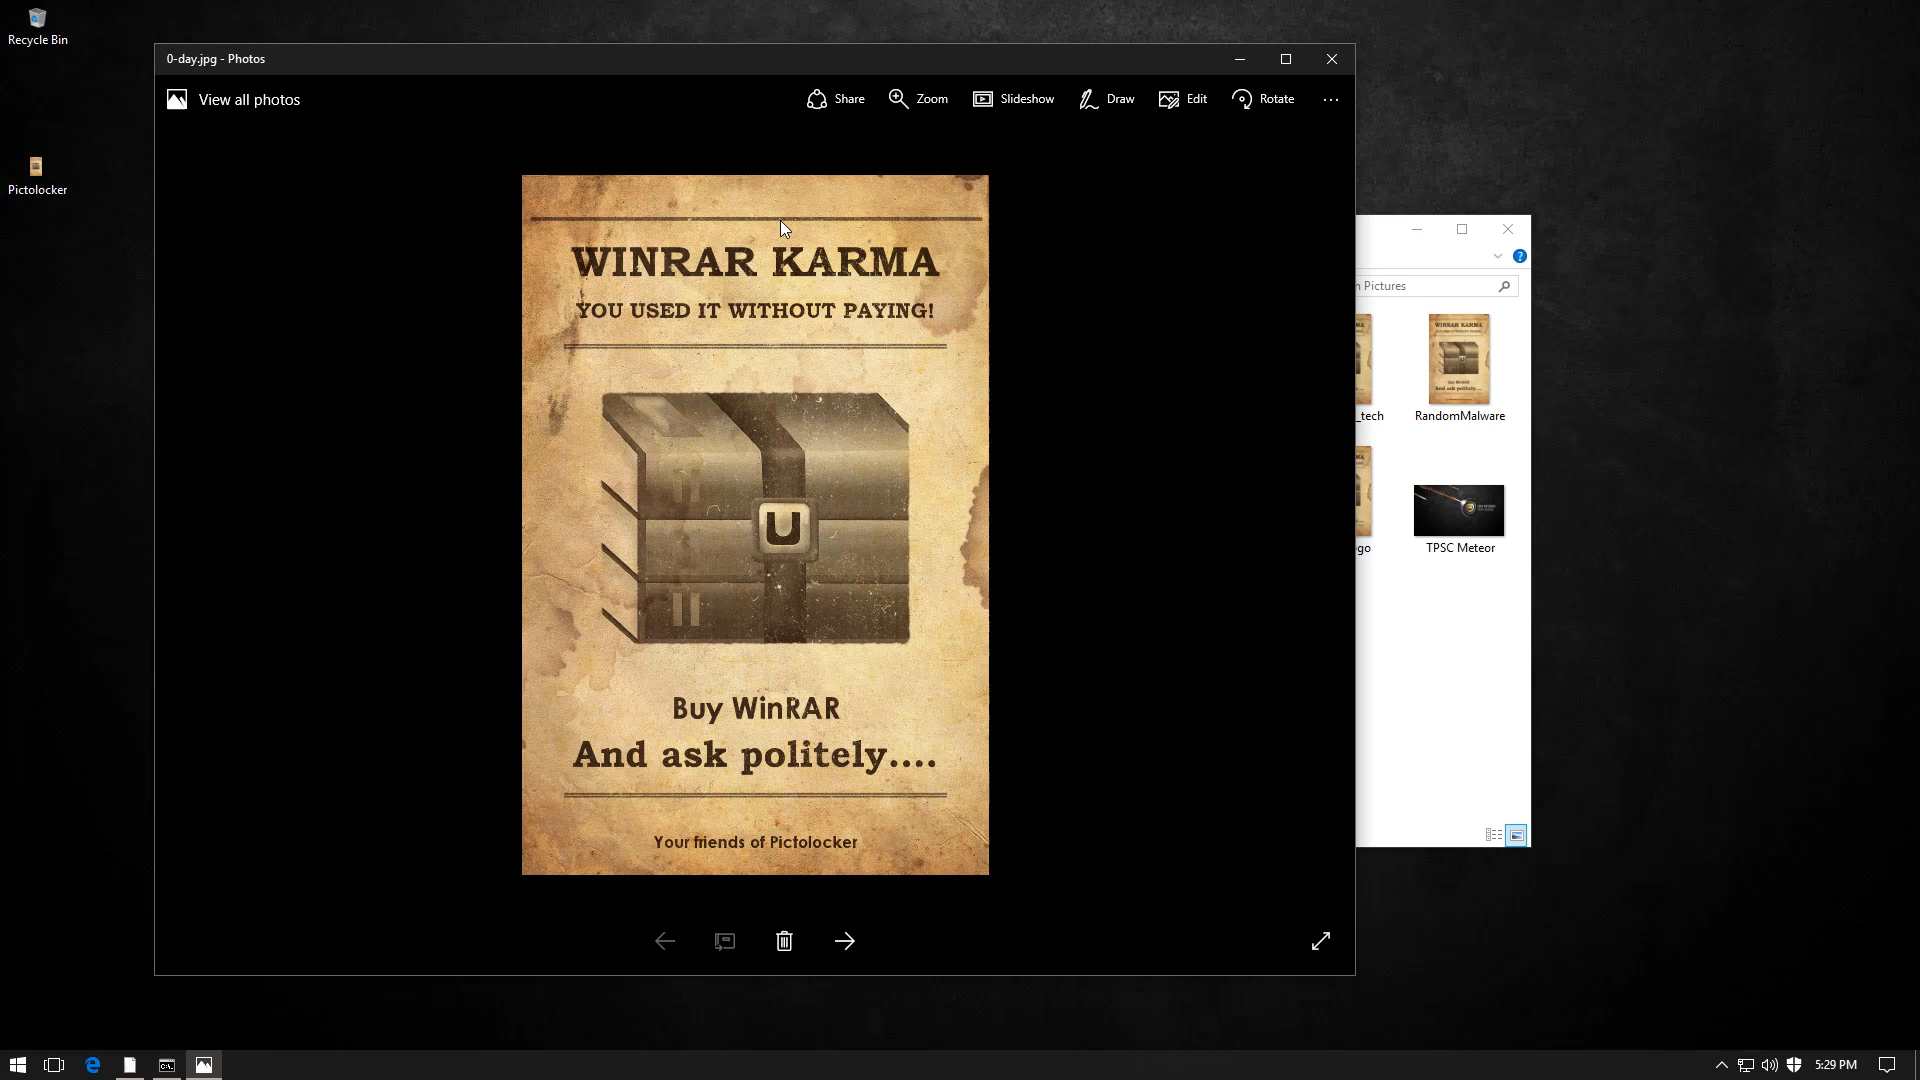 Recycle Bin
Pictolocker
0-day.jpg - Photos
View all photos
Share
Zoom
Slideshow
Draw
Edit
Rotate
WINRAR KARMA
YOU USED IT WITHOUT PAYING!
U
Buy WinRAR
And ask politely....
Your friends of Pictolocker
Pictures
_tech
RandomMalware
go
TPSC Meteor
5:29 PM